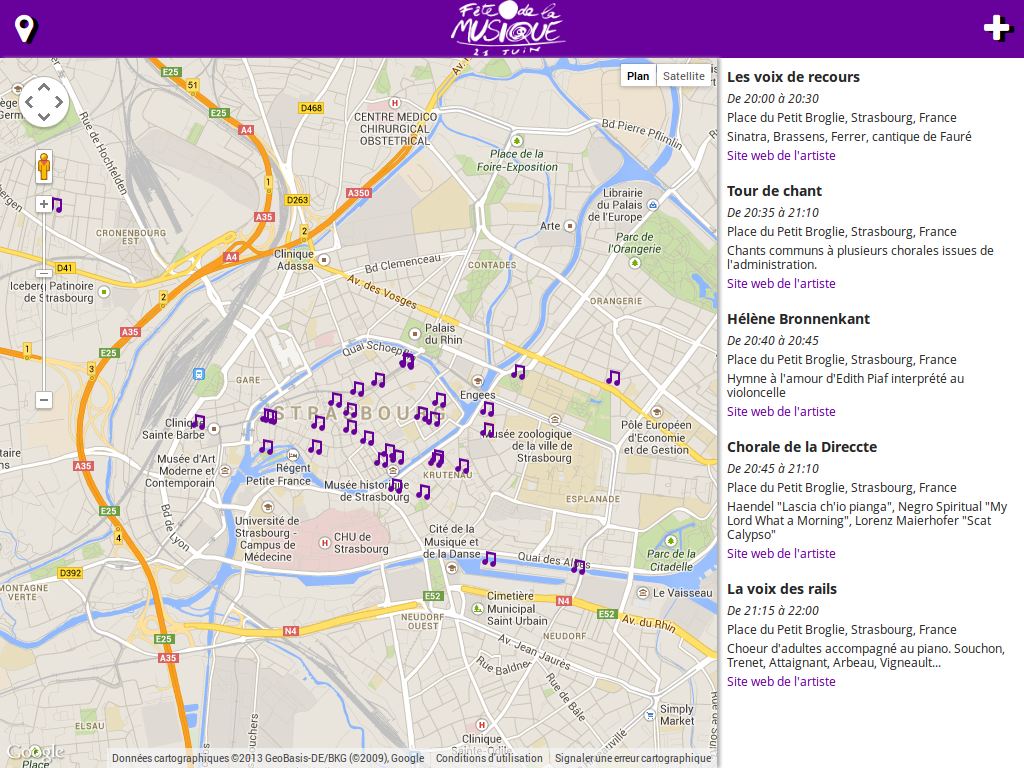 Fête de la
MUSIQUE
21 JUIN
Plan
Satellite
E25
51
D468
CENTRE MEDICO
CHIRURGICAL
OBSTETRICAL
Bd Pierre Pflimlin
Rue de Hochfelden
E25
A4
Place de la
Foire-Exposition
1
A350
Librairie
du Palais
de l'Europe
D263
A35
CRONENBOURG
EST
2
Arte
Parc de
l'Orangerie
A4
Clinique
Adassa
Bd Clemenceau
CONTADES
D41
Iceberg Patinoire
de Strasbourg
2
Av. des Vosges
ORANGERIE
A35
Palais
du Rhin
1
E25
Quai Schoepf
3
GARE
Engees
STRASBOURG
Clinique
Sainte Barbe
Musée zoologique
de la ville de
Strasbourg
Pôle Européen
d'Economie
et de Gestion
A35
Musée d'Art
Moderne et
Contemporain
Régent
Petite France
KRUTENAU
Musée historique
de Strasbourg
ESPLANADE
E25
4
Bd de Lyon
Université de
Strasbourg -
Campus de
Médecine
CHU de
Strasbourg
Cité de la
Musique et
de la Danse
Quai des Alpes
Parc de la
Citadelle
D392
MONTAGNE
VERTE
E52
Cimetière
Municipal
Saint Urbain
N4
Le Vaisseau
E52
NEUDORF
OUEST
Av. du Rhin
E25
N4
NEUDORF
A35
Av. Jean Jaurès
Rue de Bâle
ELSAU
Simply
Market
Clinique
Sainte-Odile
Google
Place
Données cartographiques ©2013 GeoBasis-DE/BKG (©2009), Google
Conditions d'utilisation
Signaler une erreur cartographique
Les voix de recours
De 20:00 à 20:30
Place du Petit Broglie, Strasbourg, France
Sinatra, Brassens, Ferrer, cantique de Fauré
Site web de l'artiste
Tour de chant
De 20:35 à 21:10
Place du Petit Broglie, Strasbourg, France
Chants communs à plusieurs chorales issues de
l'administration.
Site web de l'artiste
Hélène Bronnenkant
De 20:40 à 20:45
Place du Petit Broglie, Strasbourg, France
Hymne à l'amour d'Edith Piaf interprété au
violoncelle
Site web de l'artiste
Chorale de la Direccte
De 20:45 à 21:10
Place du Petit Broglie, Strasbourg, France
Haendel "Lascia ch'io pianga", Negro Spiritual "My
Lord What a Morning", Lorenz Maierhofer "Scat
Calypso"
Site web de l'artiste
La voix des rails
De 21:15 à 22:00
Place du Petit Broglie, Strasbourg, France
Choeur d'adultes accompagné au piano. Souchon,
Trenet, Attaignant, Arbeau, Vigneault...
Site web de l'artiste